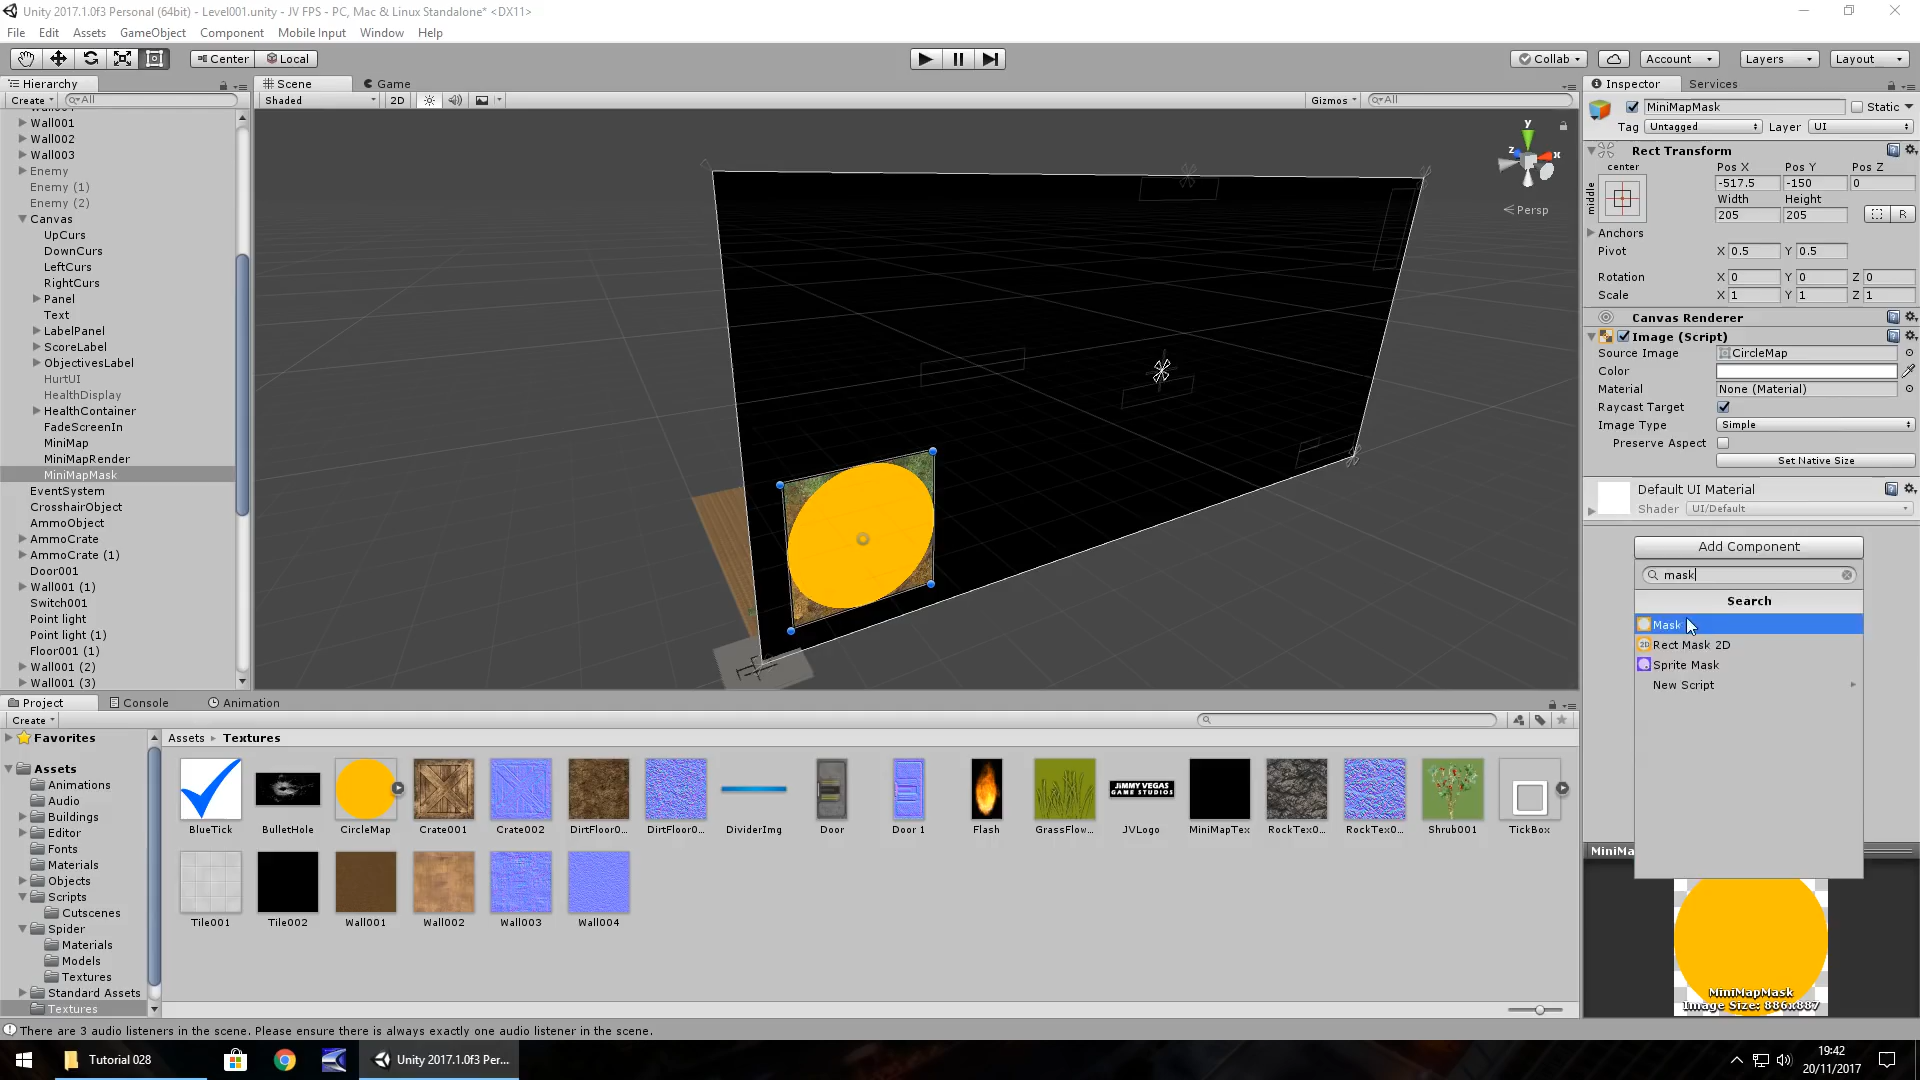 Unity 2017.1.0f3 Personal (64bit) - Level001.unity - JV FPS - PC, Mac & Linux Standalone* <DX11>
File Edit Assets GameObject Component Mobile Input Window Help
Center Local
Collab Account Layers Layout
Hierarchy
Create All
Wall001
Wall002
Wall003
Enemy
Enemy (1)
Enemy (2)
Canvas
UpCurs
DownCurs
LeftCurs
RightCurs
Panel
Text
LabelPanel
ScoreLabel
ObjectivesLabel
HurtUI
HealthDisplay
HealthContainer
FadeScreenIn
MiniMap
MiniMapRender
MiniMapMask
EventSystem
CrosshairObject
AmmoObject
AmmoCrate
AmmoCrate (1)
Door001
Wall001 (1)
Switch001
Point light
Point light (1)
Floor001 (1)
Wall001 (2)
Wall001 (3)
Scene Game
Shaded 2D Gizmos All
y
z x
Persp
Inspector Services
MiniMapMask Static
Tag Untagged Layer UI
Rect Transform
center Pos X Pos Y Pos Z
middle -517.5 -150 0
Width Height
205 205 R
Anchors
Pivot X 0.5 Y 0.5
Rotation X 0 Y 0 Z 0
Scale X 1 Y 1 Z 1
Canvas Renderer
Image (Script)
Source Image CircleMap
Color
Material None (Material)
Raycast Target
Image Type Simple
Preserve Aspect
Set Native Size
Default UI Material
Shader UI/Default
Add Component
mask
Search
Mask
Rect Mask 2D
Sprite Mask
New Script
MiniMa
MiniMapMask
Image Size: 886x887
Project Console Animation
Create
Favorites
Assets
Animations
Audio
Buildings
Editor
Fonts
Materials
Objects
Scripts
Cutscenes
Spider
Materials
Models
Textures
Standard Assets
Textures
Assets Textures
JIMMY VEGAS
GAME STUDIOS
BlueTick BulletHole CircleMap Crate001 Crate002 DirtFloor0... DirtFloor0... DividerImg Door Door 1 Flash GrassFlow... JVLogo MiniMapTex RockTex0... RockTex0... Shrub001 TickBox
Tile001 Tile002 Wall001 Wall002 Wall003 Wall004
There are 3 audio listeners in the scene. Please ensure there is always exactly one audio listener in the scene.
Tutorial 028
Unity 2017.1.0f3 Per...
19:42
20/11/2017